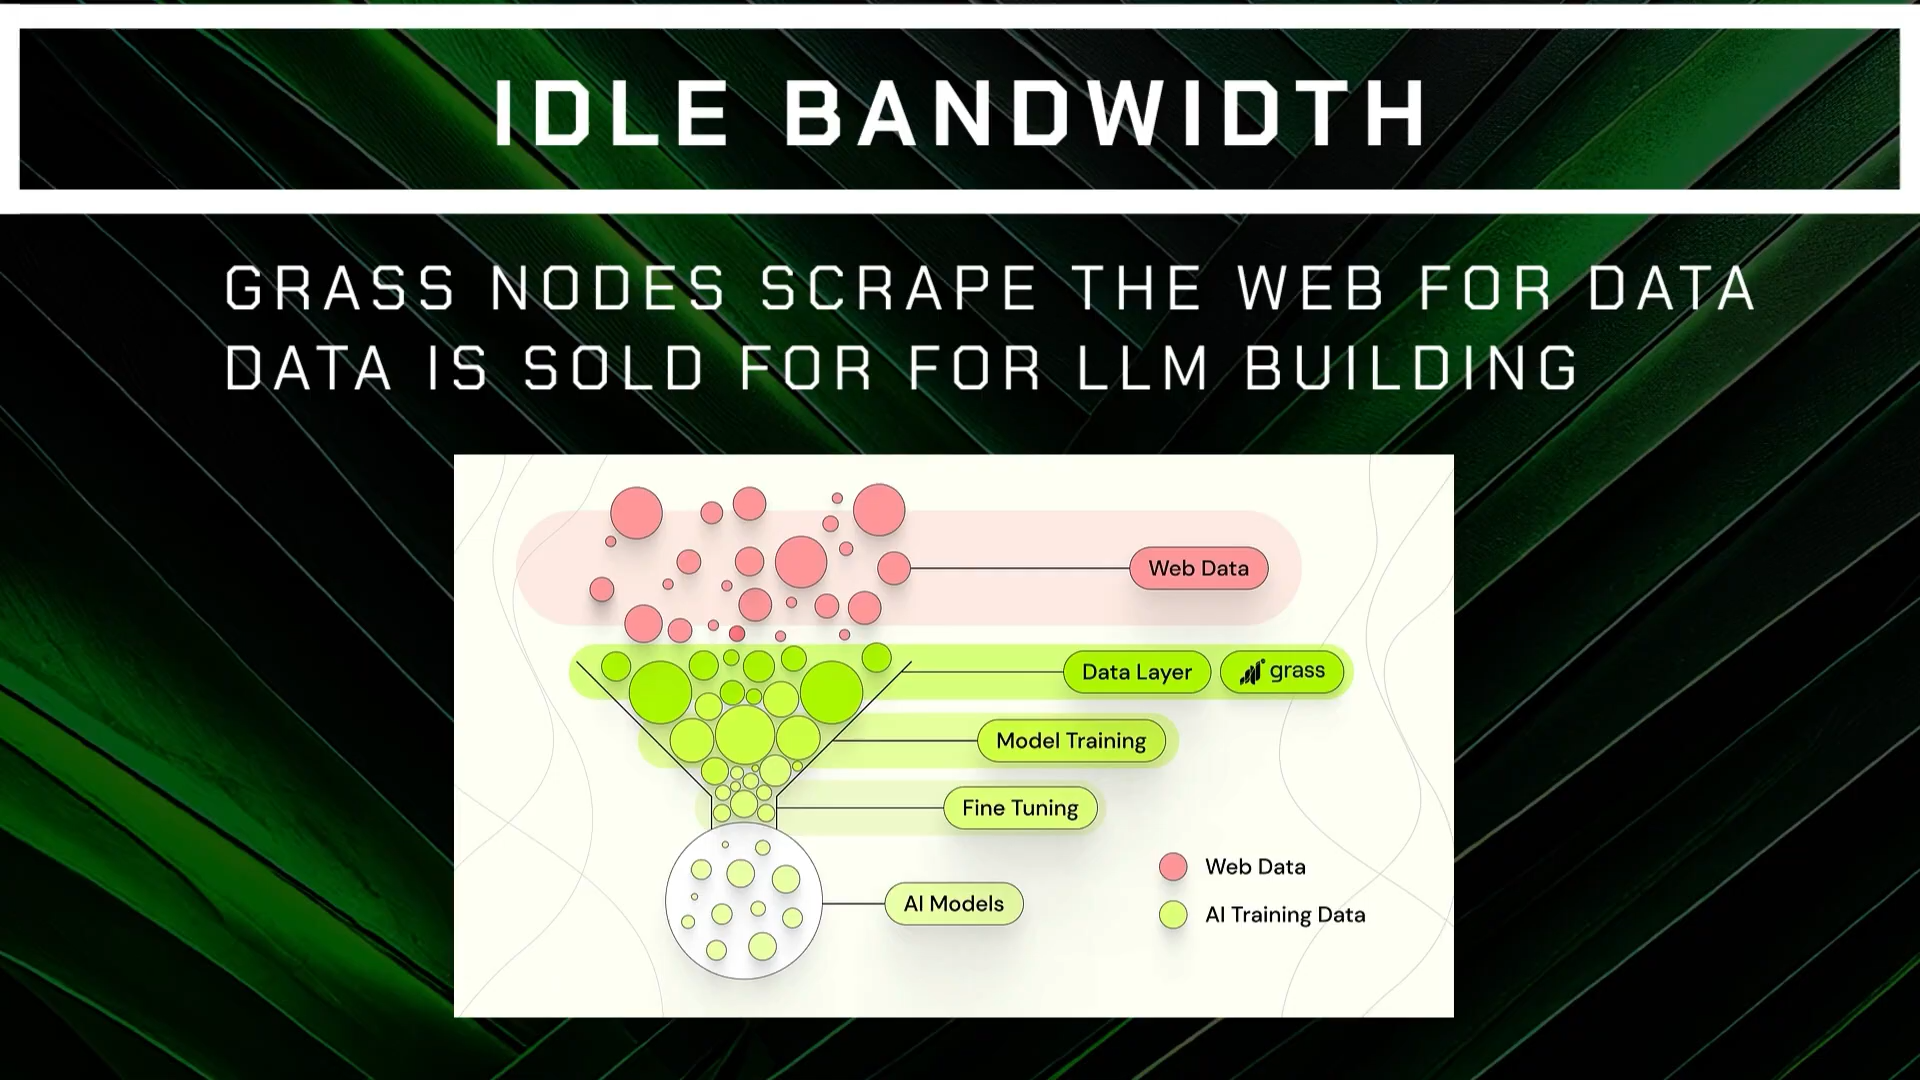 IDLE BANDWIDTH
GRASS NODES SCRAPE THE WEB FOR DATA
DATA IS SOLD FOR FOR LLM BUILDING
Web Data
Data Layer
grass
Model Training
Fine Tuning
AI Models
Web Data
AI Training Data